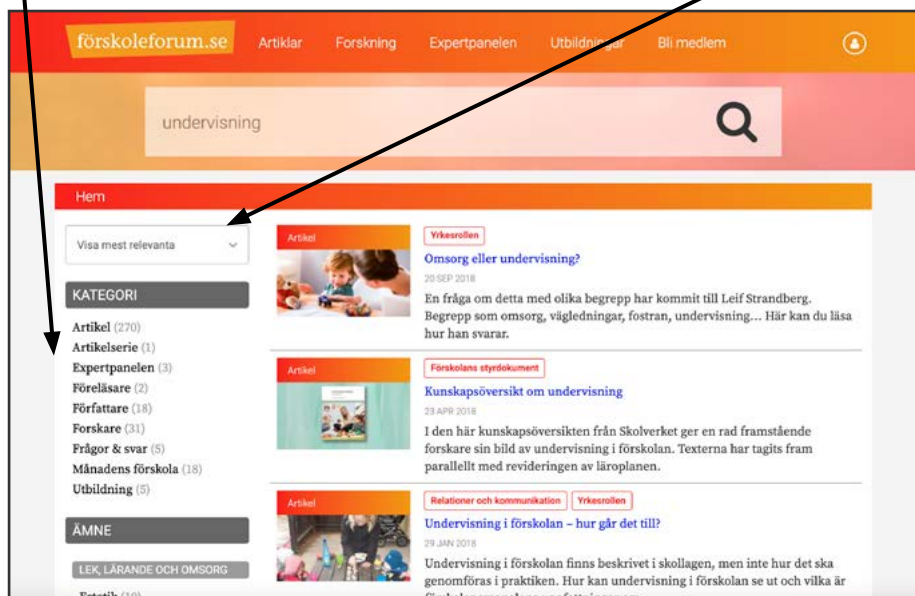 förskoleforum.se
Artiklar Forskning Expertpanelen Utbildningar Bli medlem
undervisning
Hem
Visa mest relevanta
KATEGORI
Artikel (270)
Artikelserie (1)
Expertpanelen (3)
Föreläsare (2)
Författare (18)
Forskare (31)
Frågor & svar (5)
Månadens förskola (18)
Utbildning (5)
ÄMNE
LEK, LÄRANDE OCH OMSORG
Artikel
Yrkesrollen
Omsorg eller undervisning?
20 SEP 2018
En fråga om detta med olika begrepp har kommit till Leif Strandberg.
Begrepp som omsorg, vägledningar, fostran, undervisning... Här kan du läsa
hur han svarar.
Artikel
Förskolans styrdokument
Kunskapsöversikt om undervisning
23 APR 2018
I den här kunskapsöversikten från Skolverket ger en rad framstående
forskare sin bild av undervisning i förskolan. Texterna har tagits fram
parallellt med revideringen av läroplanen.
Artikel
Relationer och kommunikation Yrkesrollen
Undervisning i förskolan – hur går det till?
29 JAN 2018
Undervisning i förskolan finns beskrivet i skollagen, men inte hur det ska
genomföras i praktiken. Hur kan undervisning i förskolan se ut och vilka är